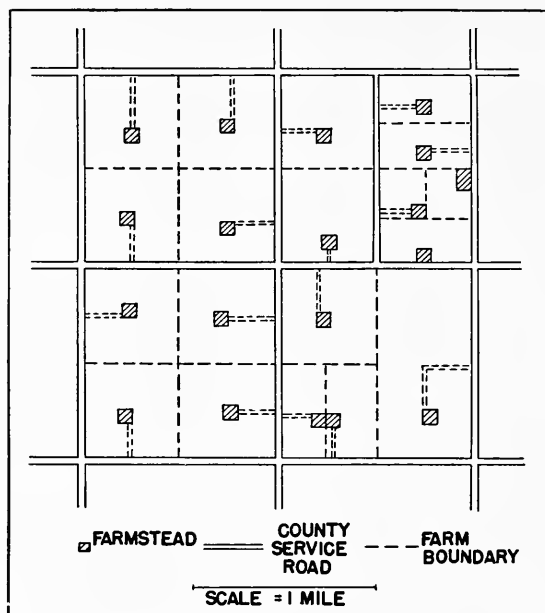 FARMSTEAD
COUNTY
SERVICE
ROAD
FARM
BOUNDARY
SCALE = 1 MILE